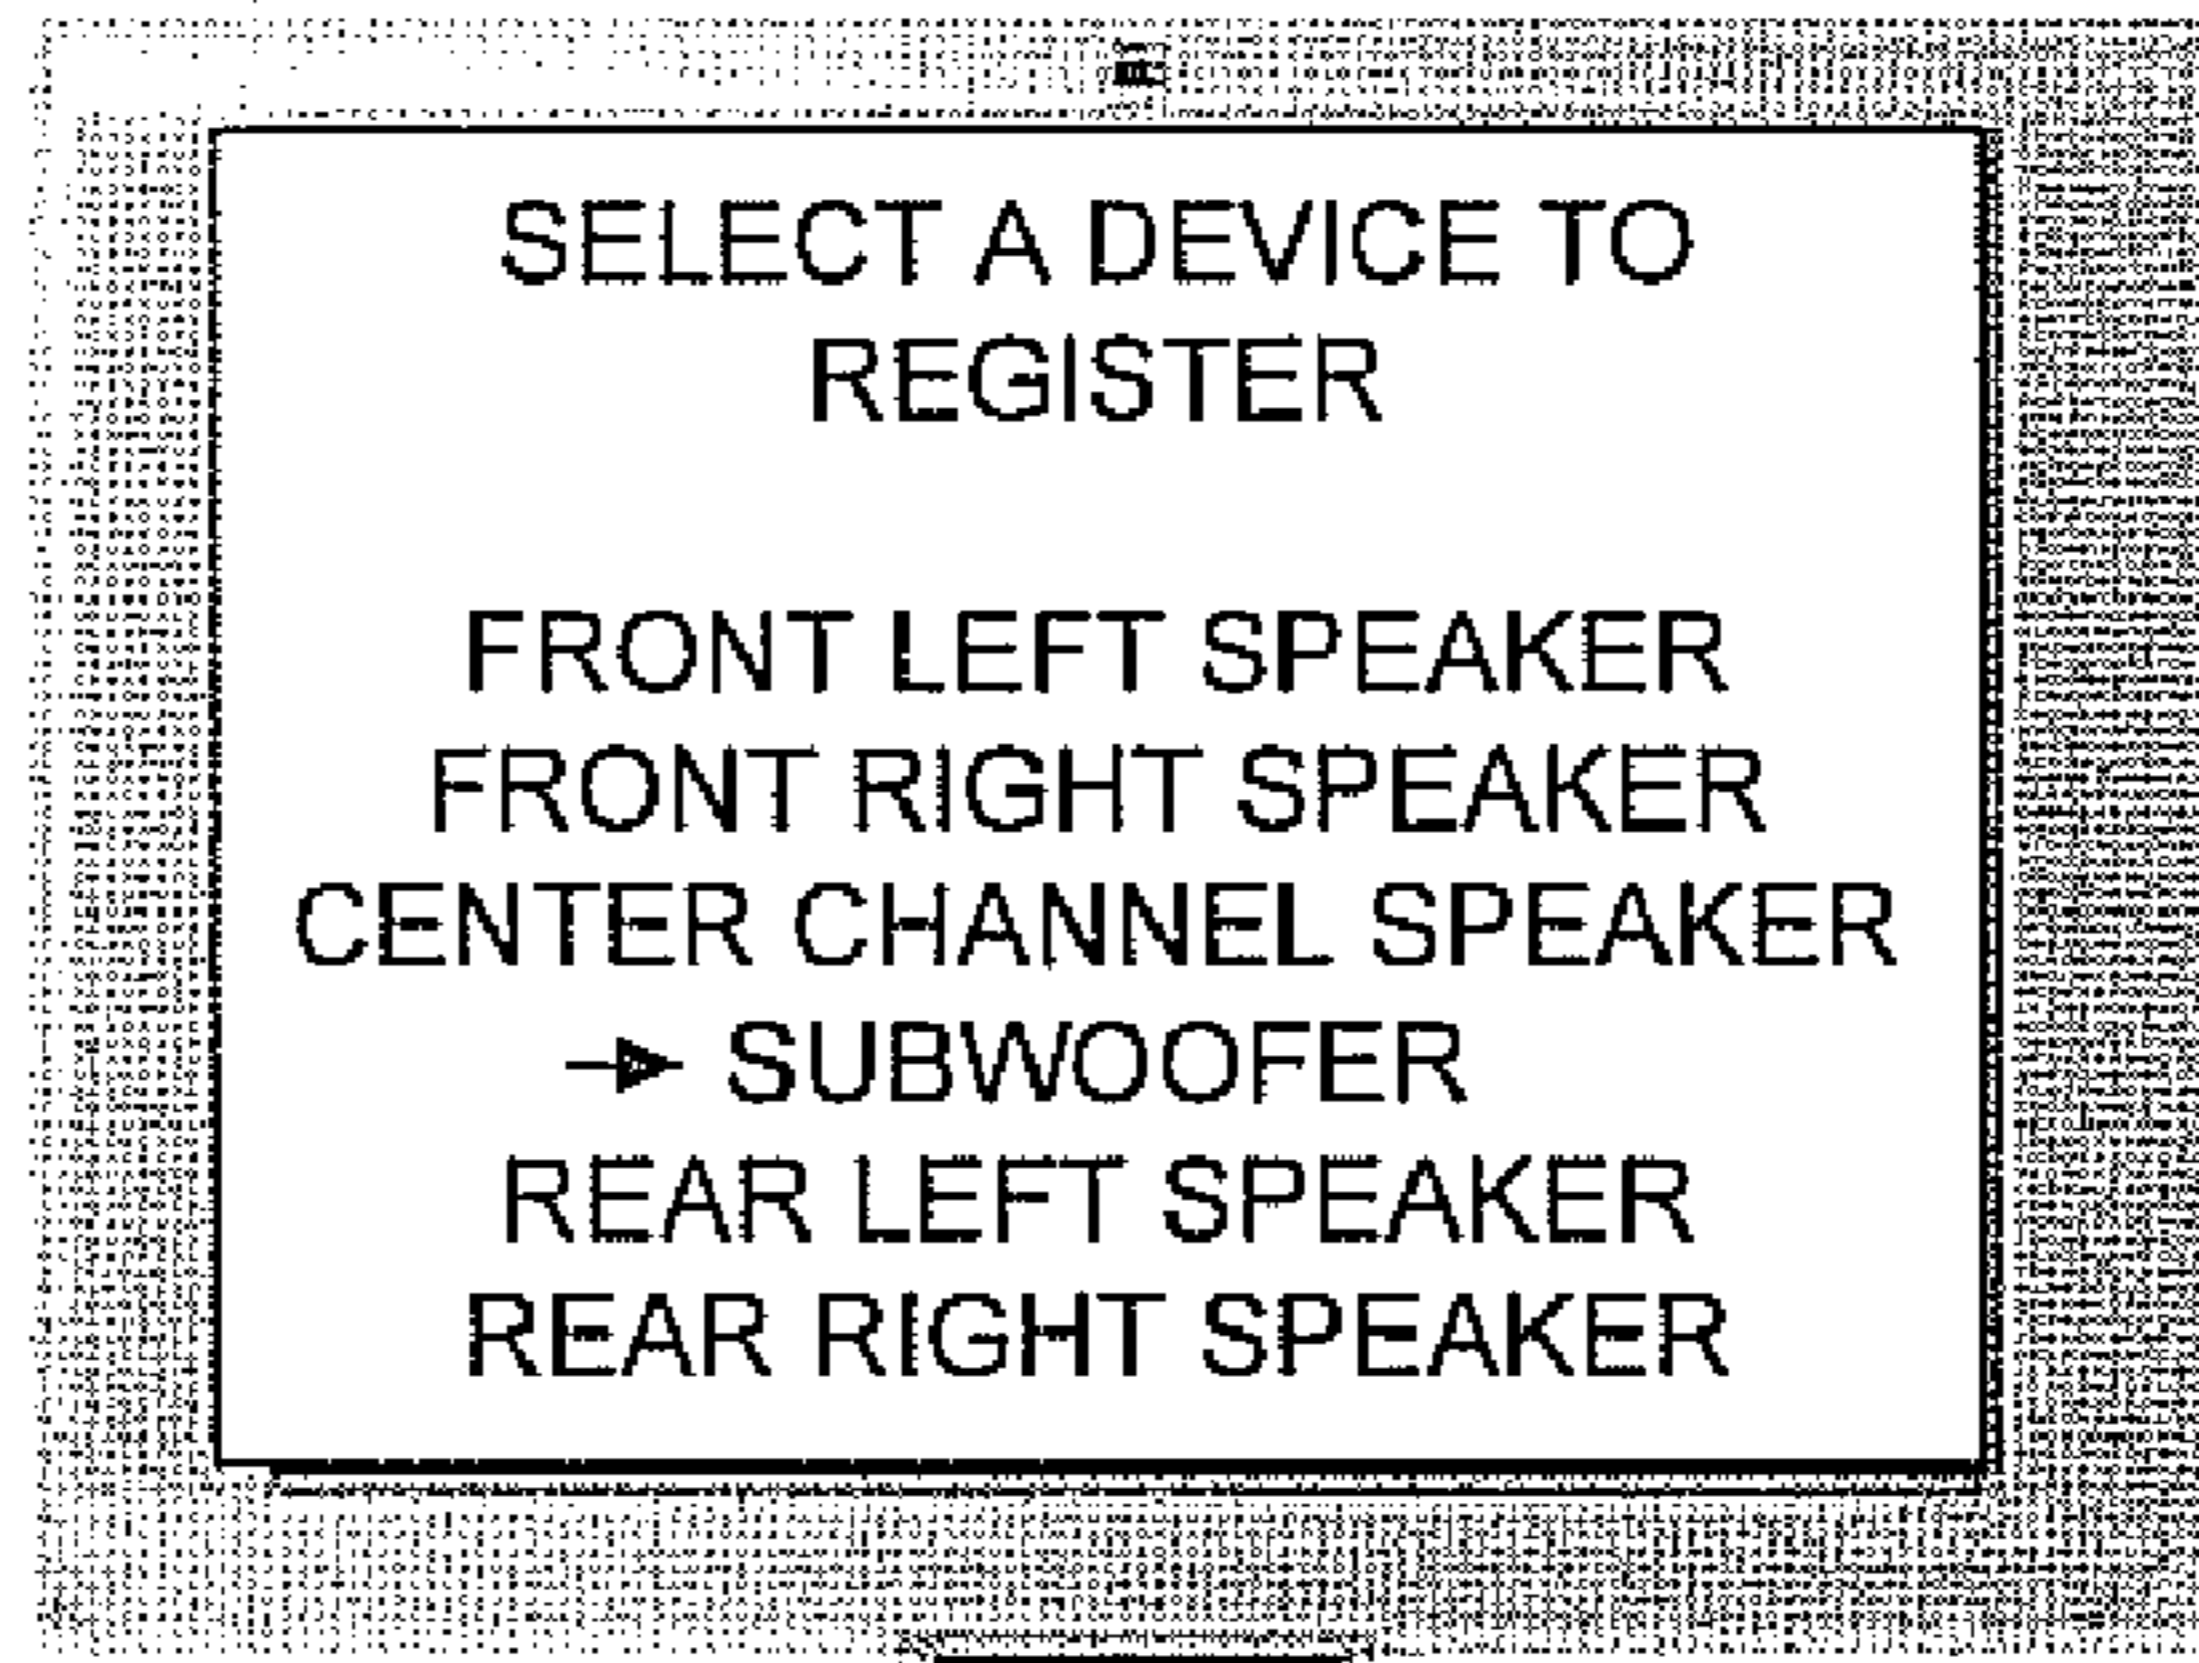 SELECT A DEVICE TO
REGISTER
FRONT LEFT SPEAKER
FRONT RIGHT SPEAKER
CENTER CHANNEL SPEAKER
→ SUBWOOFER
REAR LEFT SPEAKER
REAR RIGHT SPEAKER